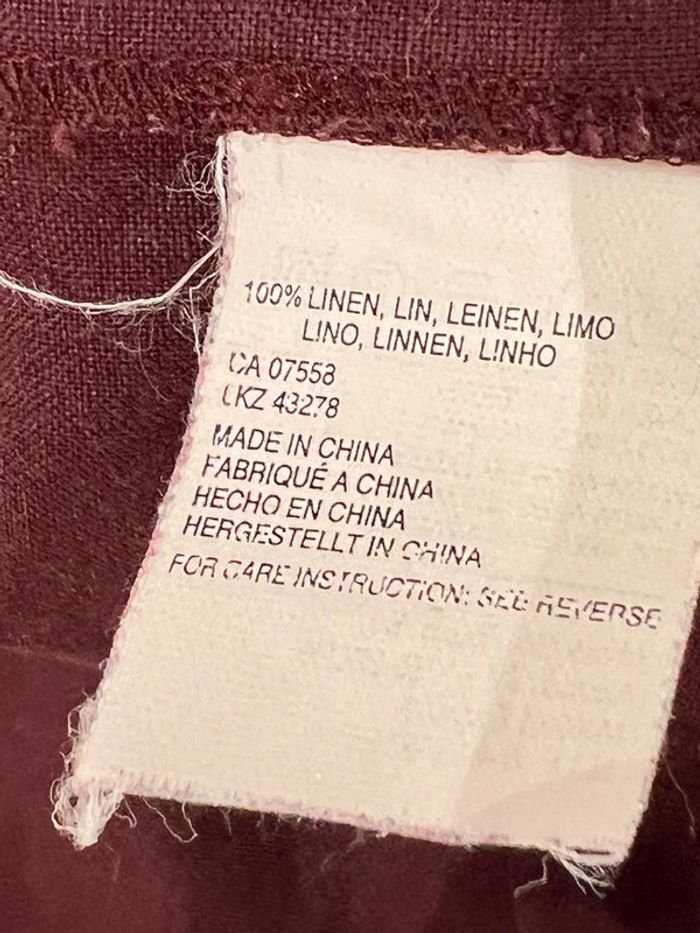 100% LINEN, LIN, LEINEN, LIMO
LINO, LINNEN, LINHO
CA 07558
LKZ 43278
MADE IN CHINA
FABRIQUÉ A CHINA
HECHO EN CHINA
HERGESTELLT IN CHINA
FOR CARE INSTRUCTION: SEE REVERSE